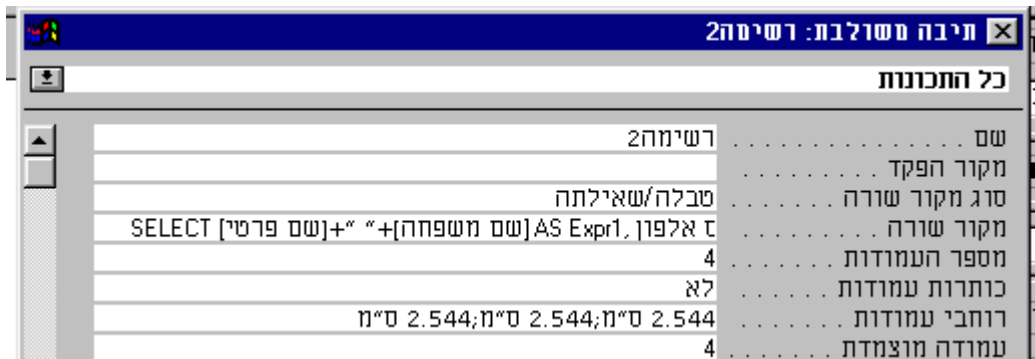 תיבה משולבת: רשימה2
כל התכונות
שם . . . . . . . . . . . . . . . רשימה2
מקור הפקד . . . . . . . . .
סוג מקור שורה . . . . . . . טבלה/שאילתה
מקור שורה . . . . . . . . . SELECT [שם פרטי]+" "+[שם משפחה] AS Expr1, אלפון
מספר העמודות . . . . . . . 4
כותרות עמודות . . . . . . לא
רוחבי עמודות . . . . . . . 2.544 ס"מ;2.544 ס"מ;2.544 ס"מ
עמודה מוצמדת . . . . . . . 4